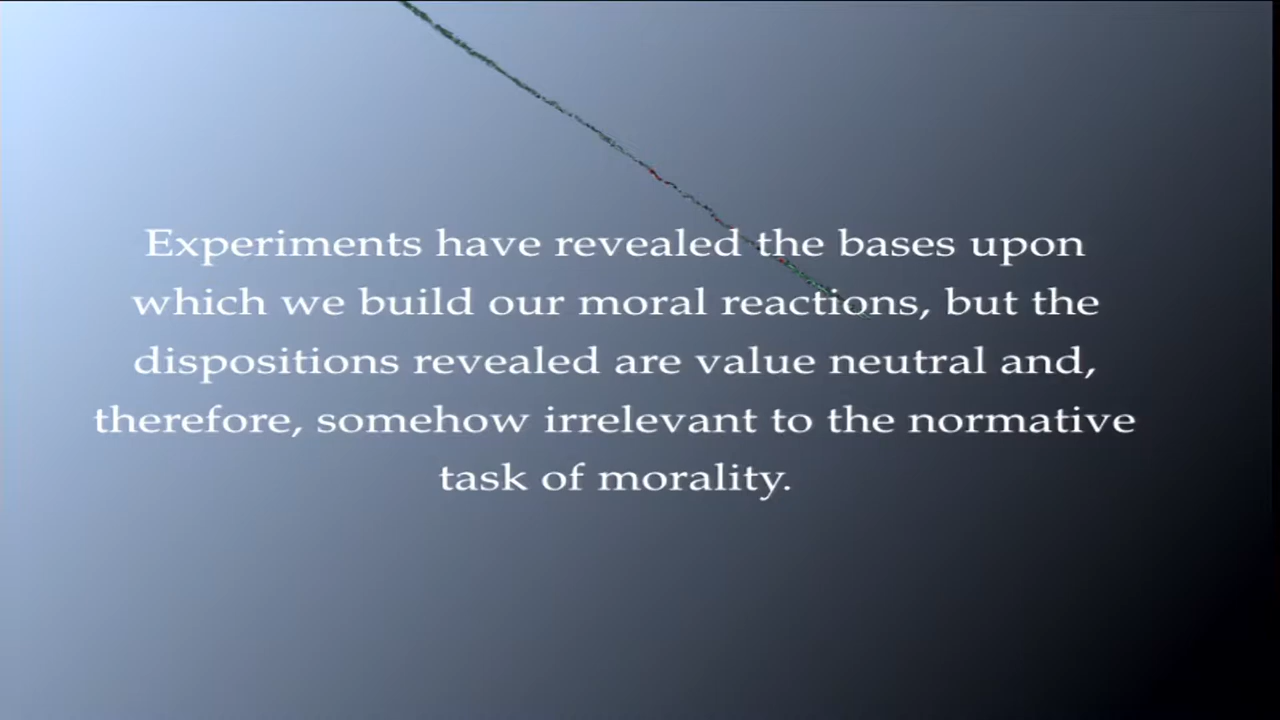 Experiments have revealed the bases upon
which we build our moral reactions, but the
dispositions revealed are value neutral and,
therefore, somehow irrelevant to the normative
task of morality.